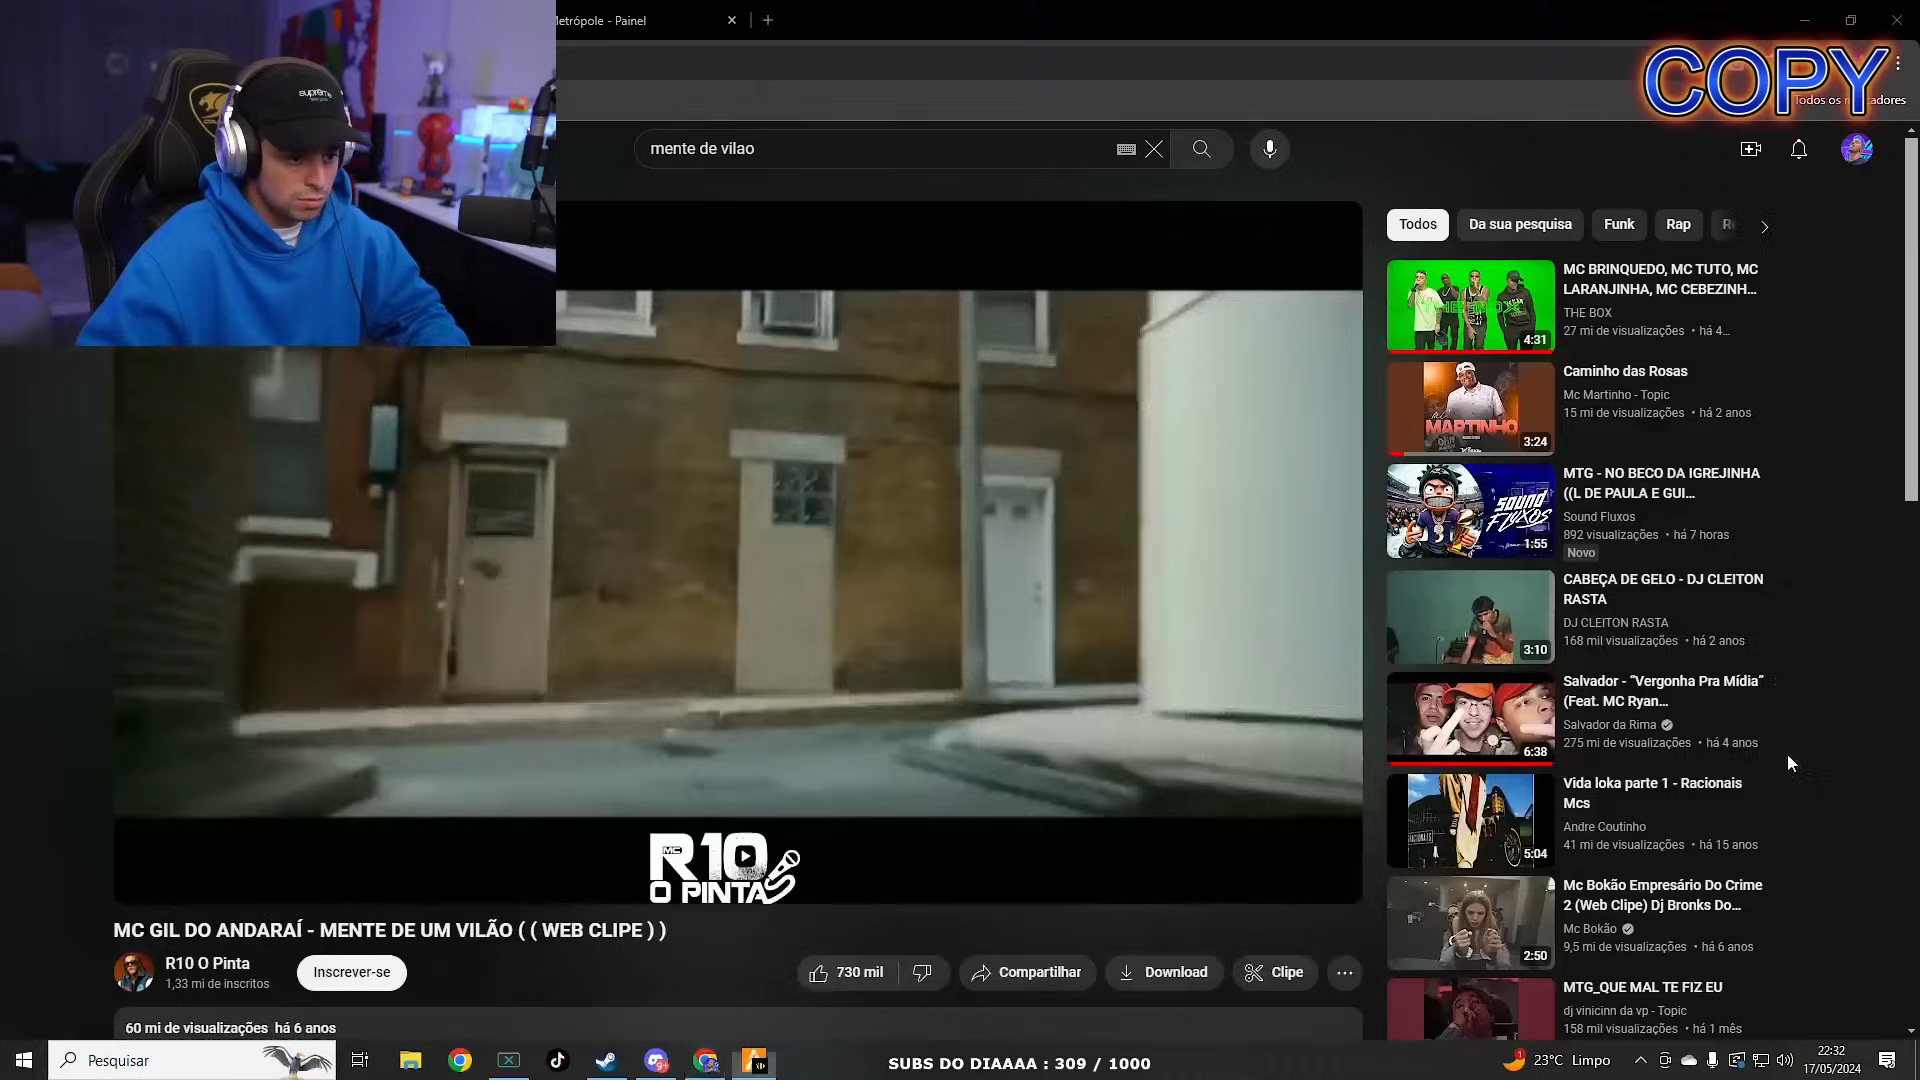 Metrópole - Painel
COPY
Todos os
mente de vilao
Supreme
Todos
Da sua pesquisa
Funk
Rap
MC BRINQUEDO, MC TUTO, MC
LARANJINHA, MC CEBEZINH...
THE BOX
27 mi de visualizações • há 4...
4:31
Caminho das Rosas
Mc Martinho - Topic
15 mi de visualizações • há 2 anos
MARTINHO
3:24
MTG - NO BECO DA IGREJINHA
((L DE PAULA E GUI...
Sound Fluxos
892 visualizações • há 7 horas
Novo
SOUND
FLUXOS
1:55
CABEÇA DE GELO - DJ CLEITON
RASTA
DJ CLEITON RASTA
168 mil visualizações • há 2 anos
3:10
Salvador - “Vergonha Pra Mídia”
(Feat. MC Ryan...
Salvador da Rima
275 mi de visualizações • há 4 anos
6:38
Vida loka parte 1 - Racionais
Mcs
Andre Coutinho
41 mi de visualizações • há 15 anos
5:04
Mc Bokão Empresário Do Crime
2 (Web Clipe) Dj Bronks Do...
Mc Bokão
9,5 mi de visualizações • há 6 anos
2:50
MTG_QUE MAL TE FIZ EU
dj vinicinn da vp - Topic
158 mil visualizações • há 1 mês
MC
R10
O PINTA
MC GIL DO ANDARAÍ - MENTE DE UM VILÃO ( ( WEB CLIPE ) )
R10 O Pinta
1,33 mi de inscritos
Inscrever-se
730 mil
Compartilhar
Download
Clipe
60 mi de visualizações há 6 anos
Pesquisar
SUBS DO DIAAAA : 309 / 1000
23°C Limpo
22:32
17/05/2024